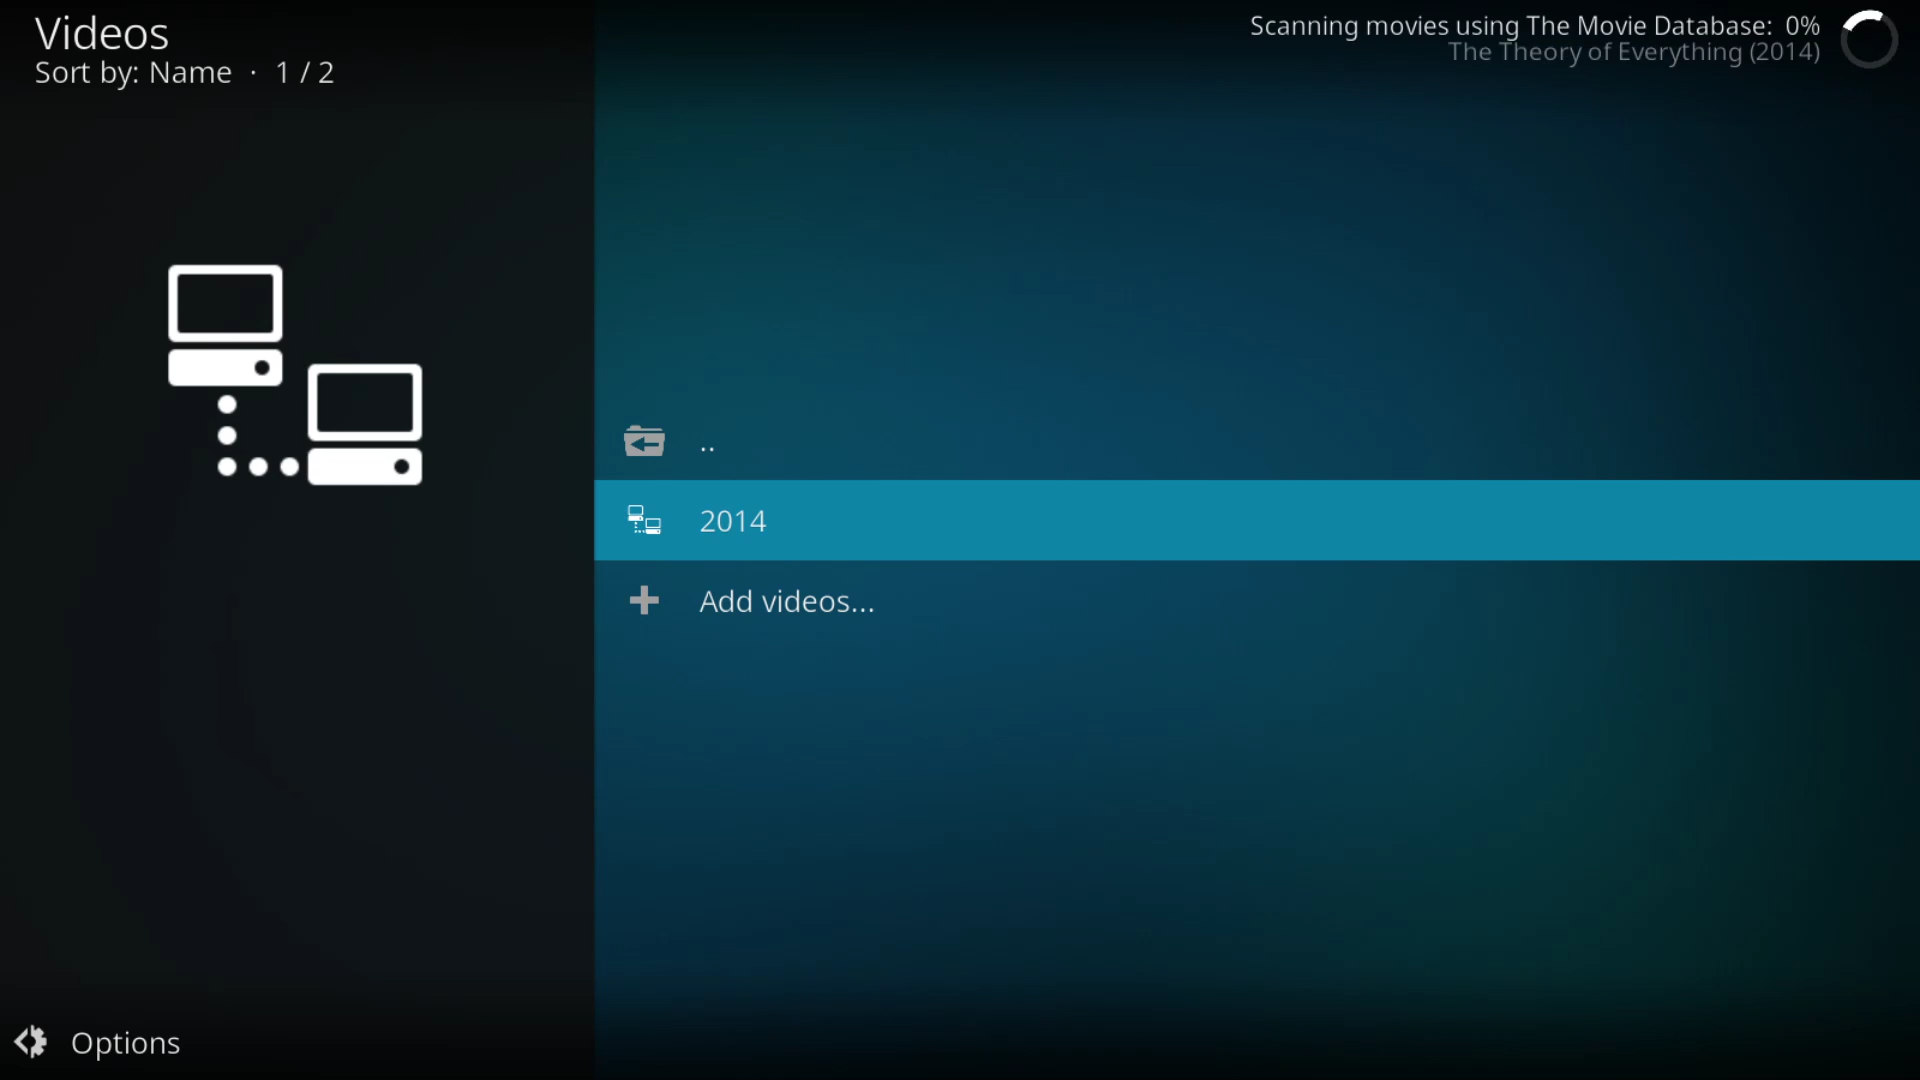 Videos
Sort by: Name · 1 / 2
Scanning movies using The Movie Database: 0%
The Theory of Everything (2014)
..
2014
Add videos...
Options